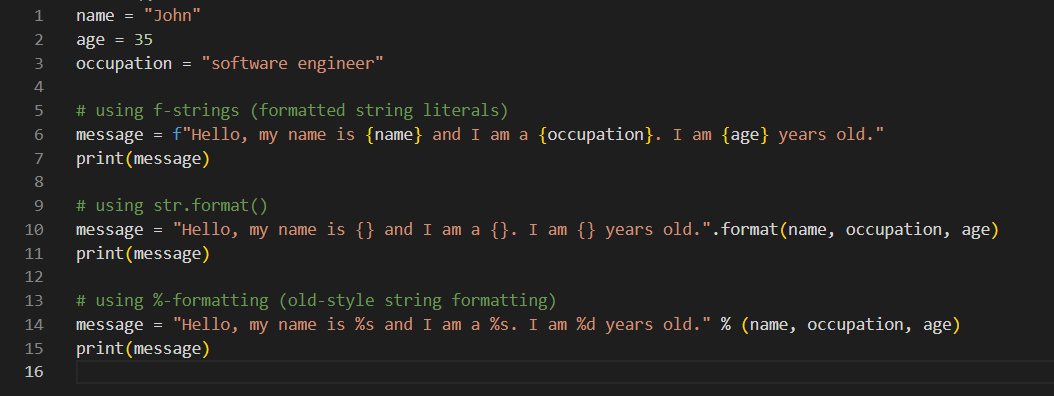 1 name = "John"
2 age = 35
3 occupation = "software engineer"
4
5 # using f-strings (formatted string literals)
6 message = f"Hello, my name is {name} and I am a {occupation}. I am {age} years old."
7 print(message)
8
9 # using str.format()
10 message = "Hello, my name is {} and I am a {}. I am {} years old.".format(name, occupation, age)
11 print(message)
12
13 # using %-formatting (old-style string formatting)
14 message = "Hello, my name is %s and I am a %s. I am %d years old." % (name, occupation, age)
15 print(message)
16